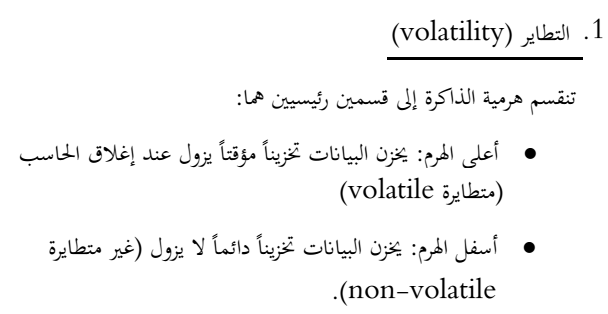 1. التطاير (volatility)
تنقسم هرمية الذاكرة إلى قسمين رئيسيين هما:
● أعلى الهرم: يخزن البيانات تخزيناً مؤقتاً يزول عند إغلاق الحاسب
(متطايرة volatile)
● أسفل الهرم: يخزن البيانات تخزيناً دائماً لا يزول (غير متطايرة
non-volatile).